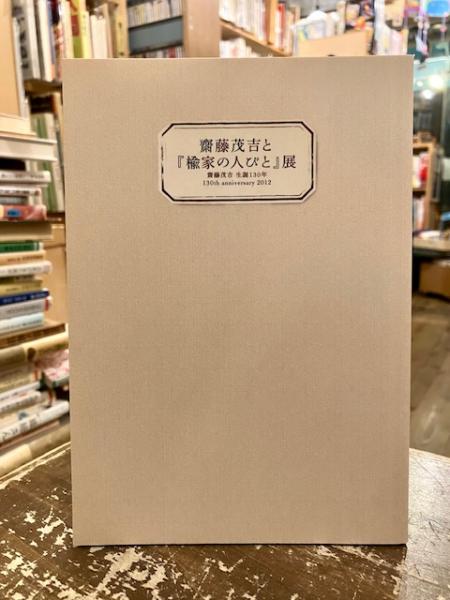 齋藤茂吉と
『楡家の人びと』展
齋藤茂吉 生誕130年
130th anniversary 2012